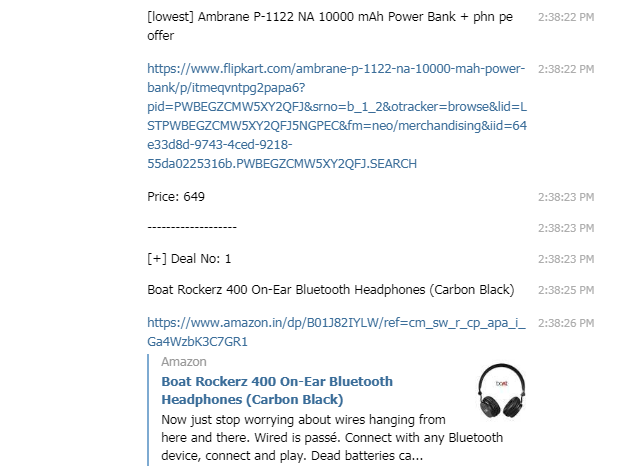 [lowest] Ambrane P-1122 NA 10000 mAh Power Bank + phn pe 2:38:22 PM
offer
https://www.flipkart.com/ambrane-p-1122-na-10000-mah-power- 2:38:22 PM
bank/p/itmeqvntpg2papa6?
pid=PWBEGZCMW5XY2QFJ&srno=b_1_2&otracker=browse&lid=L
STPWBEGZCMW5XY2QFJ5NGPEC&fm=neo/merchandising&iid=64
e33d8d-9743-4ced-9218-
55da0225316b.PWBEGZCMW5XY2QFJ.SEARCH
Price: 649 2:38:23 PM
------------------- 2:38:23 PM
[+] Deal No: 1 2:38:23 PM
Boat Rockerz 400 On-Ear Bluetooth Headphones (Carbon Black) 2:38:25 PM
https://www.amazon.in/dp/B01J82IYLW/ref=cm_sw_r_cp_apa_i_ 2:38:26 PM
Ga4WzbK3C7GR1
Amazon
Boat Rockerz 400 On-Ear Bluetooth
Headphones (Carbon Black)
boat
Now just stop worrying about wires hanging from
here and there. Wired is passé. Connect with any Bluetooth
device, connect and play. Dead batteries ca...